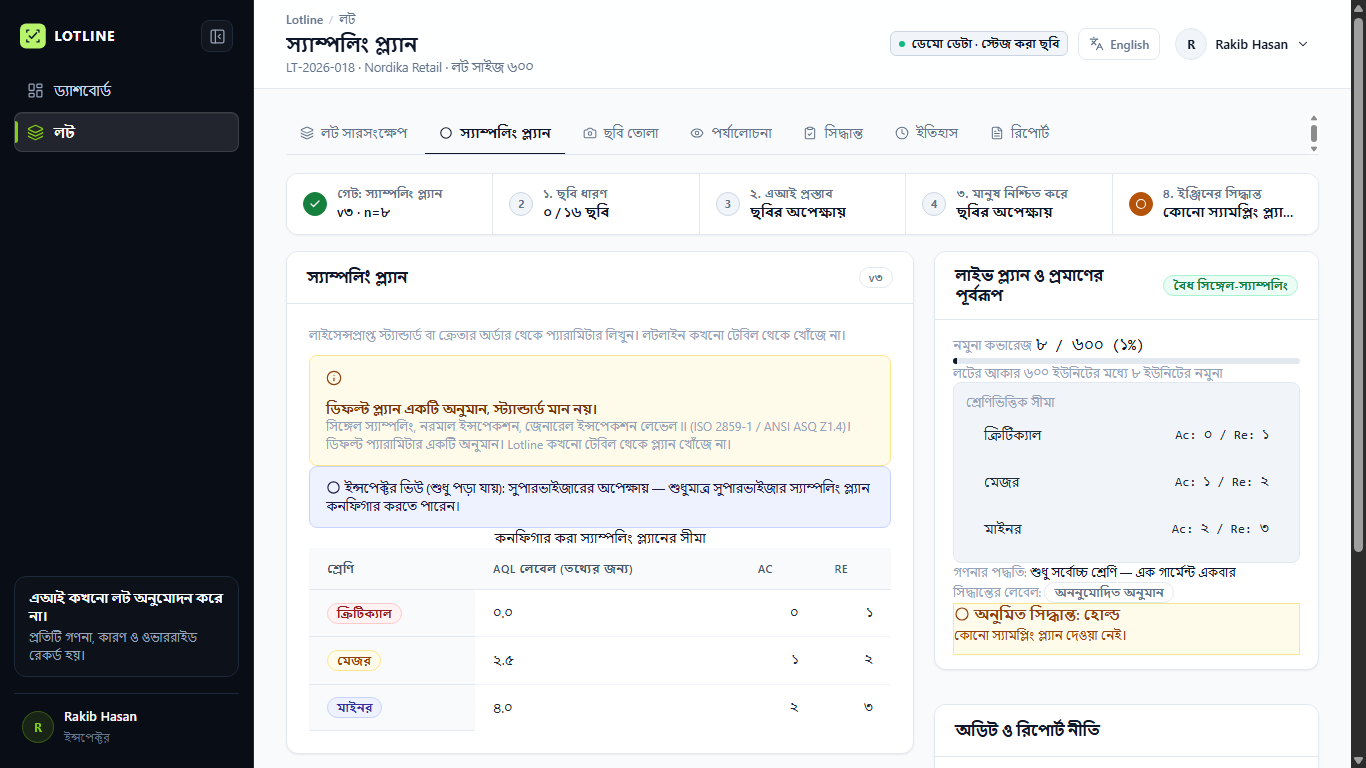 LOTLINE
ড্যাশবোর্ড
লট
এআই কখনো লট অনুমোদন করে
না।
প্রতিটি গণনা, কারণ ও ওভাররাইড
রেকর্ড হয়।
R
Rakib Hasan
ইন্সপেক্টর
Lotline / লট
স্যাম্পলিং প্ল্যান
LT-2026-018 · Nordika Retail · লট সাইজ ৬০০
ডেমো ডেটা · স্টেজ করা ছবি
English
R
Rakib Hasan
লট সারসংক্ষেপ
স্যাম্পলিং প্ল্যান
ছবি তোলা
পর্যালোচনা
সিদ্ধান্ত
ইতিহাস
রিপোর্ট
গেট: স্যাম্পলিং প্ল্যান
v৩ · n=৮
2
১. ছবি ধারণ
০ / ১৬ ছবি
3
২. এআই প্রস্তাব
ছবির অপেক্ষায়
4
৩. মানুষ নিশ্চিত করে
ছবির অপেক্ষায়
৪. ইঞ্জিনের সিদ্ধান্ত
কোনো স্যামপ্লিং প্ল্যা...
স্যাম্পলিং প্ল্যান
v৩
লাইসেন্সপ্রাপ্ত স্ট্যান্ডার্ড বা ক্রেতার অর্ডার থেকে প্যারামিটার লিখুন। লটলাইন কখনো টেবিল থেকে খোঁজে না।
ডিফল্ট প্ল্যান একটি অনুমান, স্ট্যান্ডার্ড মান নয়।
সিঙ্গেল স্যাম্পলিং, নরমাল ইন্সপেকশন, জেনারেল ইন্সপেকশন লেভেল II (ISO 2859-1 / ANSI ASQ Z1.4)।
ডিফল্ট প্যারামিটার একটি অনুমান। Lotline কখনো টেবিল থেকে প্ল্যান খোঁজে না।
ইন্সপেক্টর ভিউ (শুধু পড়া যায়): সুপারভাইজারের অপেক্ষায় — শুধুমাত্র সুপারভাইজার স্যাম্পলিং প্ল্যান
কনফিগার করতে পারেন।
কনফিগার করা স্যাম্পলিং প্ল্যানের সীমা
শ্রেণি AQL লেবেল (তথ্যের জন্য) AC RE
ক্রিটিক্যাল ০.০ ০ ১
মেজর ২.৫ ১ ২
মাইনর ৪.০ ২ ৩
লাইভ প্ল্যান ও প্রমাণের
পূর্বরূপ
বৈধ সিঙ্গেল-স্যাম্পলিং
নমুনা কভারেজ ৮ / ৬০০ (১%)
লটের আকার ৬০০ ইউনিটের মধ্যে ৮ ইউনিটের নমুনা
শ্রেণিভিত্তিক সীমা
ক্রিটিক্যাল Ac: ০ / Re: ১
মেজর Ac: ১ / Re: ২
মাইনর Ac: ২ / Re: ৩
গণনার পদ্ধতি: শুধু সর্বোচ্চ শ্রেণি — এক গার্মেন্ট একবার
সিদ্ধান্তের লেবেল: অননুমোদিত অনুমান
অনুমিত সিদ্ধান্ত: হোল্ড
কোনো স্যামপ্লিং প্ল্যান দেওয়া নেই।
অডিট ও রিপোর্ট নীতি